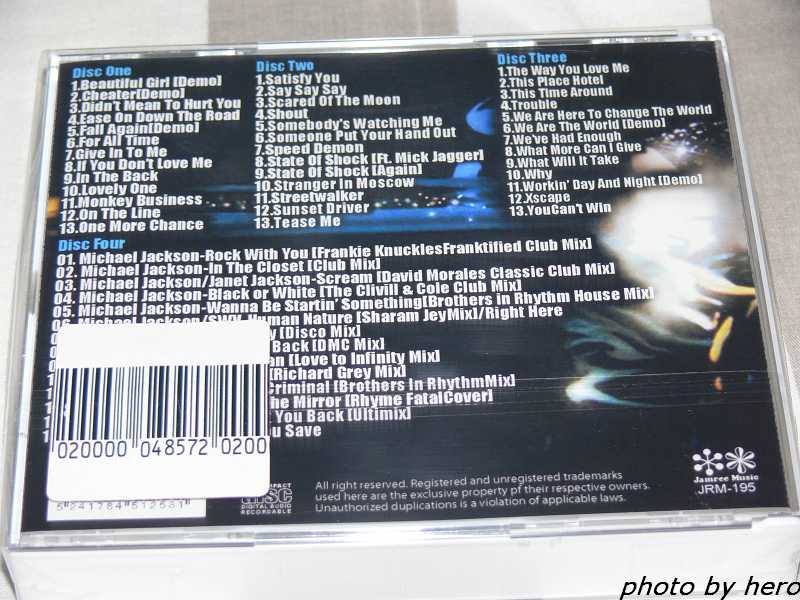 Disc One
1.Beautiful Girl [Demo]
2.Cheater[Demo]
3.Didn't Mean To Hurt You
4.Ease On Down The Road
5.Fall Again[Demo]
6.For All Time
7.Give In To Me
8.If You Don't Love Me
9.In The Back
10.Lovely One
11.Monkey Business
12.On The Line
13.One More Chance
Disc Two
1.Satisfy You
2.Say Say Say
3.Scared Of The Moon
4.Shout
5.Somebody's Watching Me
6.Someone Put Your Hand Out
7.Speed Demon
8.State Of Shock [Ft. Mick Jagger]
9.State Of Shock [Again]
10.Stranger In Moscow
11.Streetwalker
12.Sunset Driver
13.Tease Me
Disc Three
1.The Way You Love Me
2.This Place Hotel
3.This Time Around
4.Trouble
5.We Are Here To Change The World
6.We Are The World [Demo]
7.We've Had Enough
8.What More Can I Give
9.What Will It Take
10.Why
11.Workin' Day And Night [Demo]
12.Xscape
13.YouCan't Win
Disc Four
01. Michael Jackson-Rock With You [Frankie KnucklesFranktified Club Mix]
02. Michael Jackson-In The Closet [Club Mix]
03. Michael Jackson/Janet Jackson-Scream [David Morales Classic Club Mix]
04. Michael Jackson-Black or White [The Clivill & Cole Club Mix]
05. Michael Jackson-Wanna Be Startin' Something[Brothers in Rhythm House Mix]
06. Michael Jackson/SWV Human Nature [Sharam JeyMix]/Right Here
[Disco Mix]
Back [DMC Mix]
[Love to Infinity Mix]
[Richard Grey Mix]
Criminal [Brothers In RhythmMix]
The Mirror [Rhyme FatalCover]
You Back [Ultimix]
Save
020000 048572 0200
5 241784 612561
DISC
DIGITAL AUDIO
RECORDABLE
All right reserved. Registered and unregistered trademarks
used here are the exclusive property pf their respective owners.
Unauthorized duplications is a violation of applicable laws.
Jamree Music
JRM-195
photo by hero